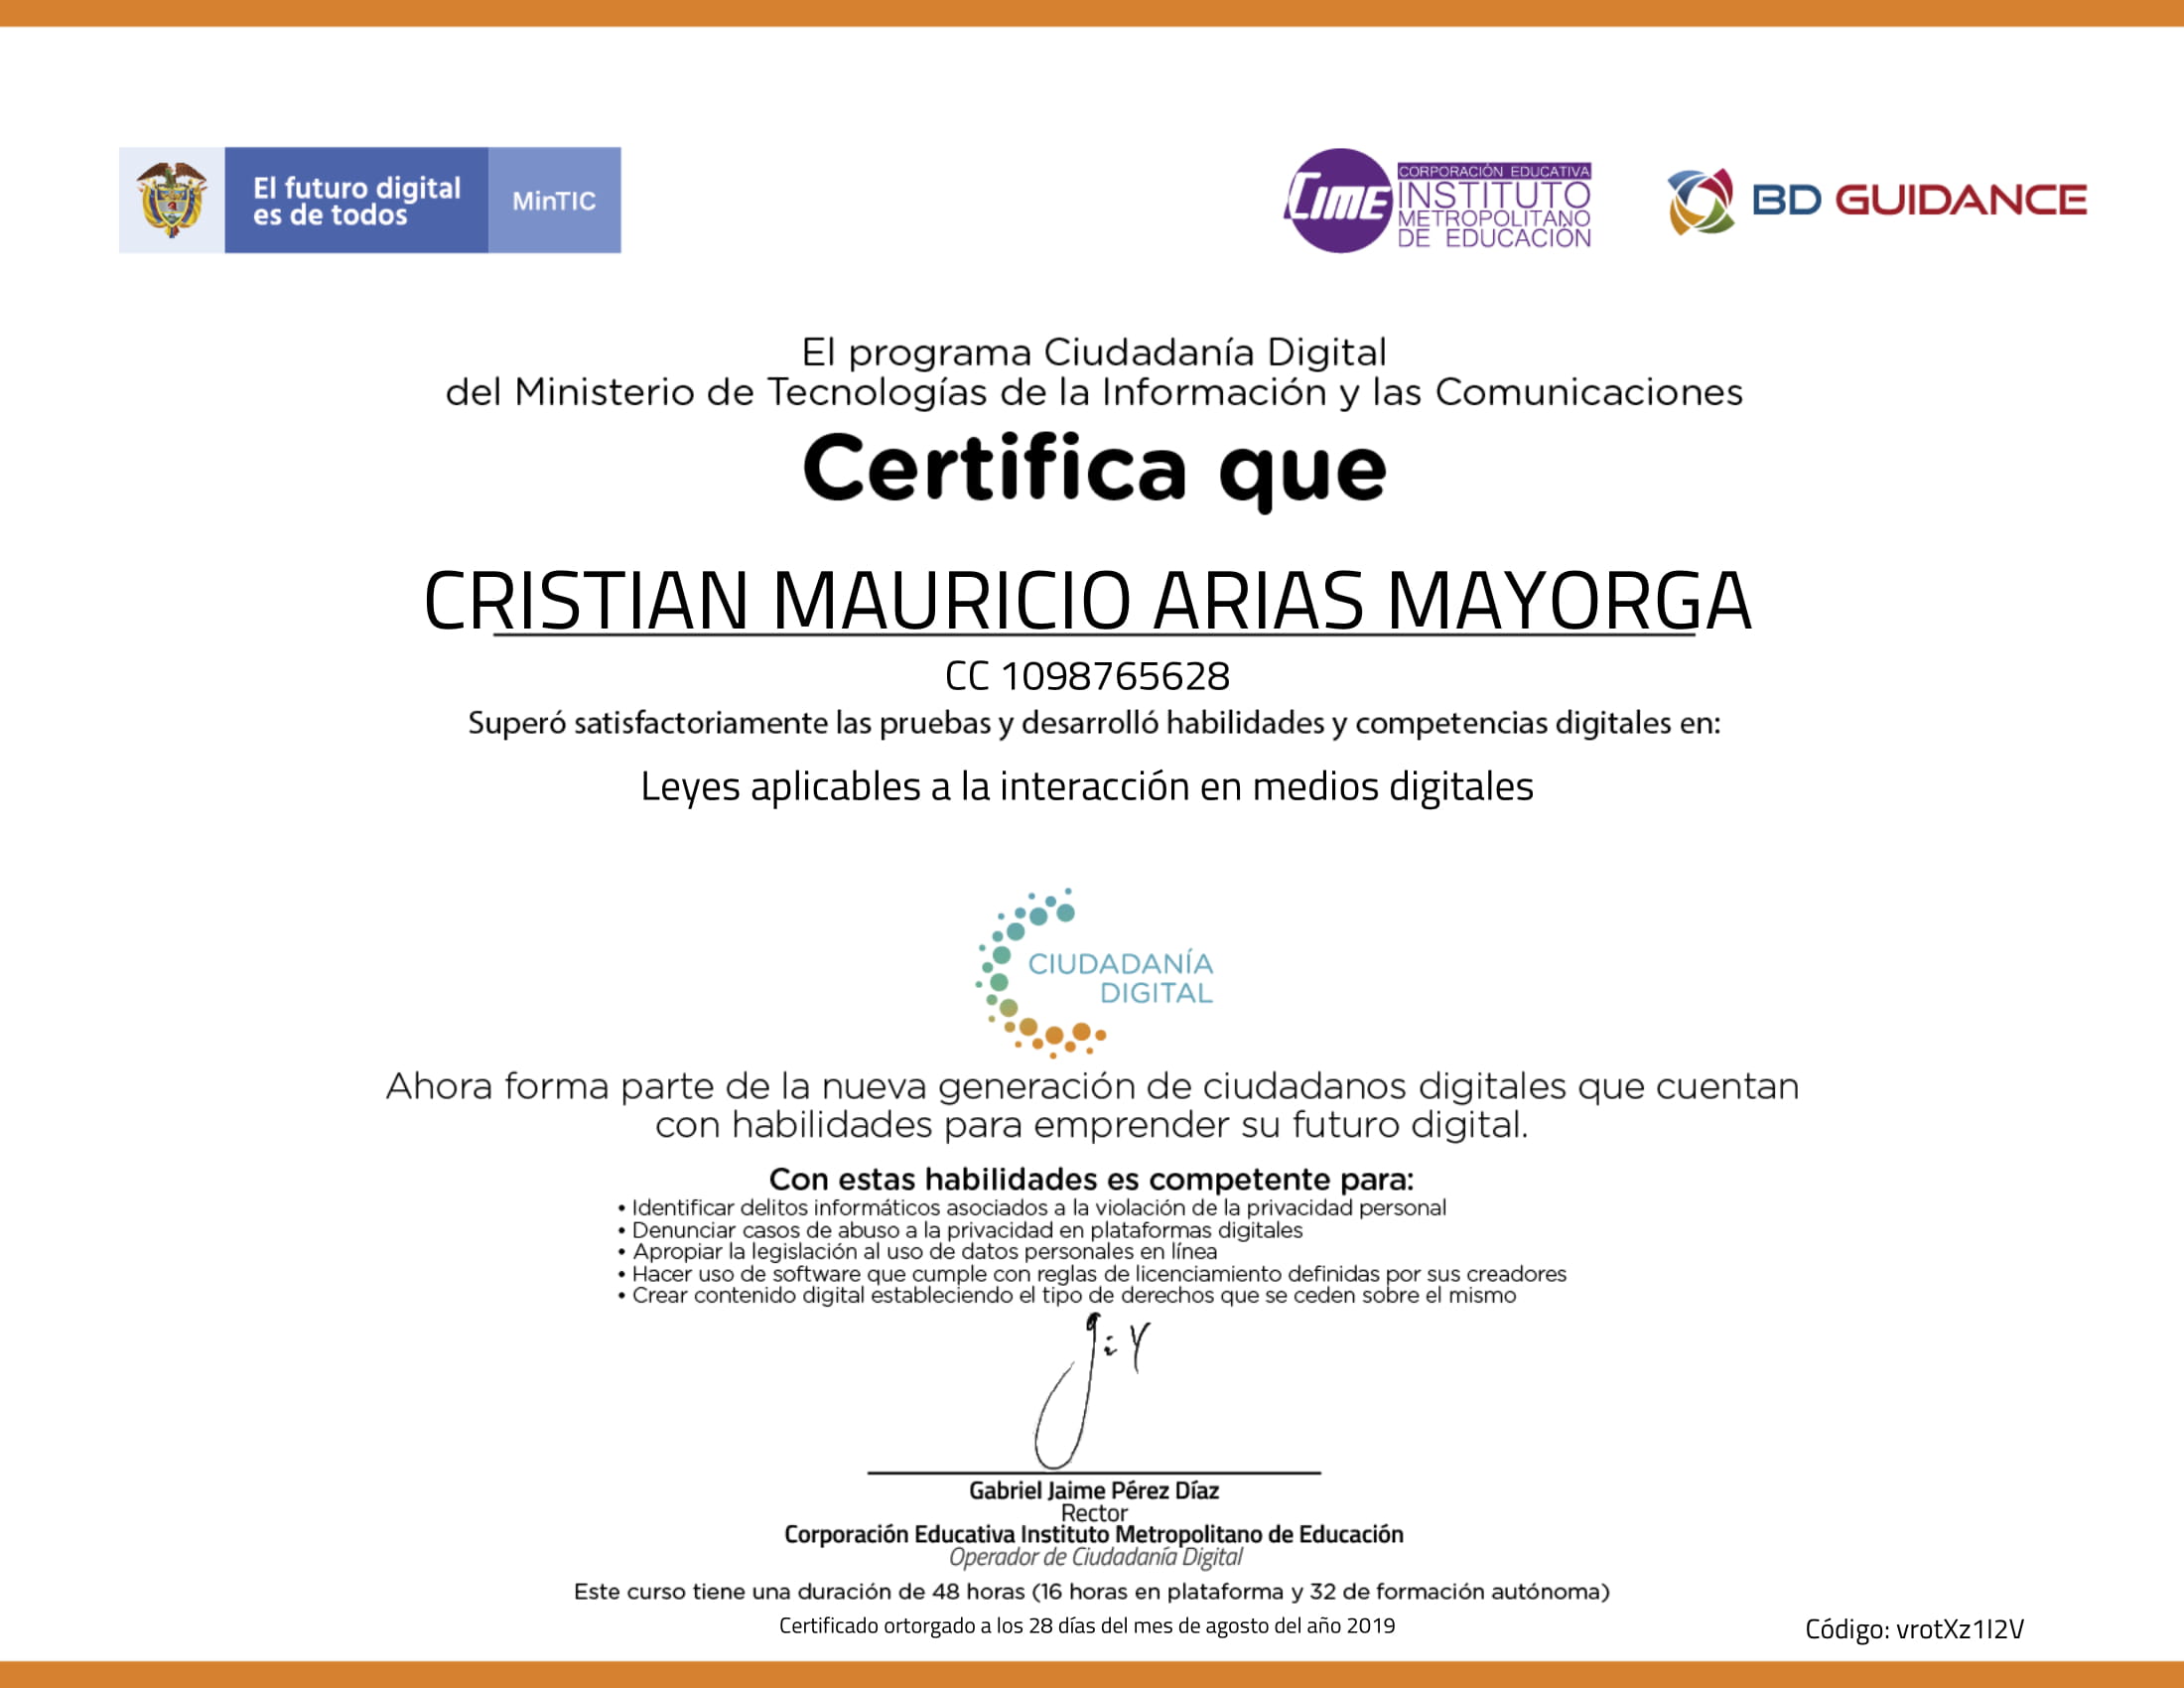 El futuro digital
es de todos
MinTIC
CIME
CORPORACIÓN EDUCATIVA
INSTITUTO
METROPOLITANO
DE EDUCACIÓN
BD GUIDANCE
El programa Ciudadanía Digital
del Ministerio de Tecnologías de la Información y las Comunicaciones
Certifica que
CRISTIAN MAURICIO ARIAS MAYORGA
CC 1098765628
Superó satisfactoriamente las pruebas y desarrolló habilidades y competencias digitales en:
Leyes aplicables a la interacción en medios digitales
CIUDADANÍA
DIGITAL
Ahora forma parte de la nueva generación de ciudadanos digitales que cuentan
con habilidades para emprender su futuro digital.
Con estas habilidades es competente para:
• Identificar delitos informáticos asociados a la violación de la privacidad personal
• Denunciar casos de abuso a la privacidad en plataformas digitales
• Apropiar la legislación al uso de datos personales en línea
• Hacer uso de software que cumple con reglas de licenciamiento definidas por sus creadores
• Crear contenido digital estableciendo el tipo de derechos que se ceden sobre el mismo
Gabriel Jaime Pérez Díaz
Rector
Corporación Educativa Instituto Metropolitano de Educación
Operador de Ciudadanía Digital
Este curso tiene una duración de 48 horas (16 horas en plataforma y 32 de formación autónoma)
Certificado ortorgado a los 28 días del mes de agosto del año 2019
Código: vrotXz1I2V